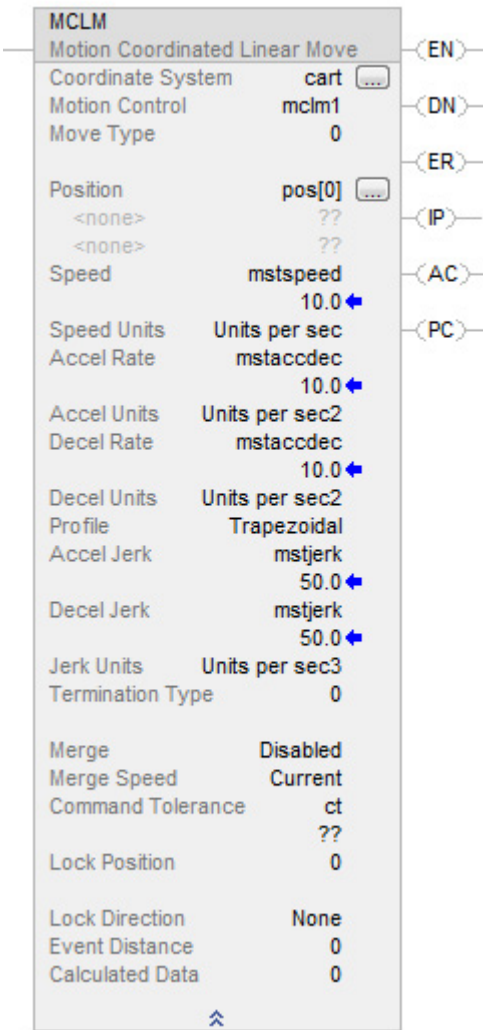 MCLM
Motion Coordinated Linear Move (EN)
Coordinate System cart ...
Motion Control mclm1 (DN)
Move Type 0
(ER)
Position pos[0] ...
<none> ?? (IP)
<none> ??
Speed mstspeed (AC)
10.0
Speed Units Units per sec (PC)
Accel Rate mstaccdec
10.0
Accel Units Units per sec2
Decel Rate mstaccdec
10.0
Decel Units Units per sec2
Profile Trapezoidal
Accel Jerk mstjerk
50.0
Decel Jerk mstjerk
50.0
Jerk Units Units per sec3
Termination Type 0
Merge Disabled
Merge Speed Current
Command Tolerance ct
??
Lock Position 0
Lock Direction None
Event Distance 0
Calculated Data 0